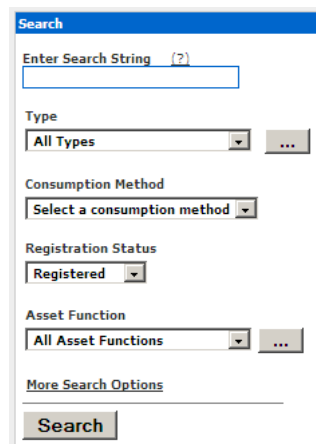 Search
Enter Search String (?)
Type
All Types ...
Consumption Method
Select a consumption method
Registration Status
Registered
Asset Function
All Asset Functions ...
More Search Options
Search